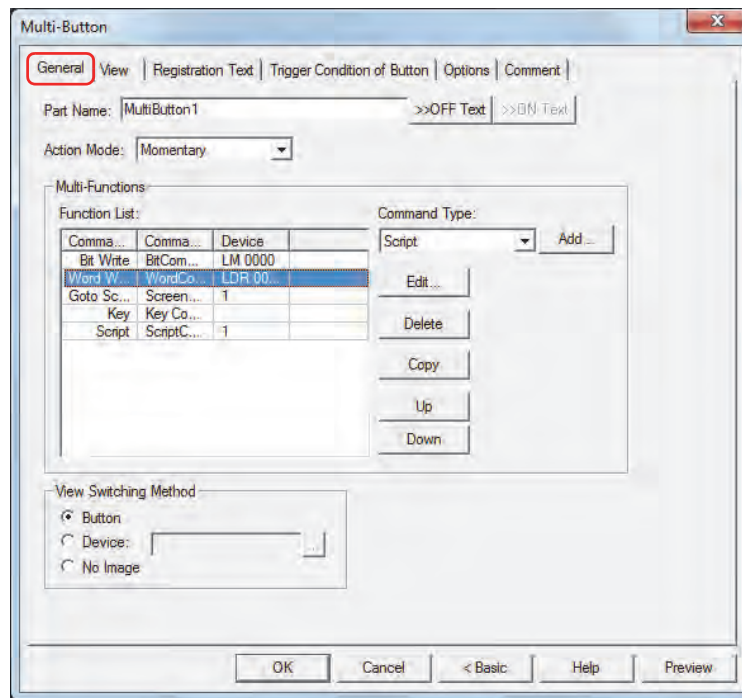 Multi-Button
General View Registration Text Trigger Condition of Button Options Comment
Part Name: MultiButton1 >>OFF Text >>ON Text
Action Mode: Momentary
Multi-Functions
Function List: Command Type:
Script Add...
Comma... Comma... Device
Bit Write BitCom... LM 0000
Word W... WordCo... LDR 00...
Goto Sc... Screen... 1
Key Key Co...
Script ScriptC... 1
Edit...
Delete
Copy
Up
Down
View Switching Method
Button
Device: ...
No Image
OK Cancel < Basic Help Preview